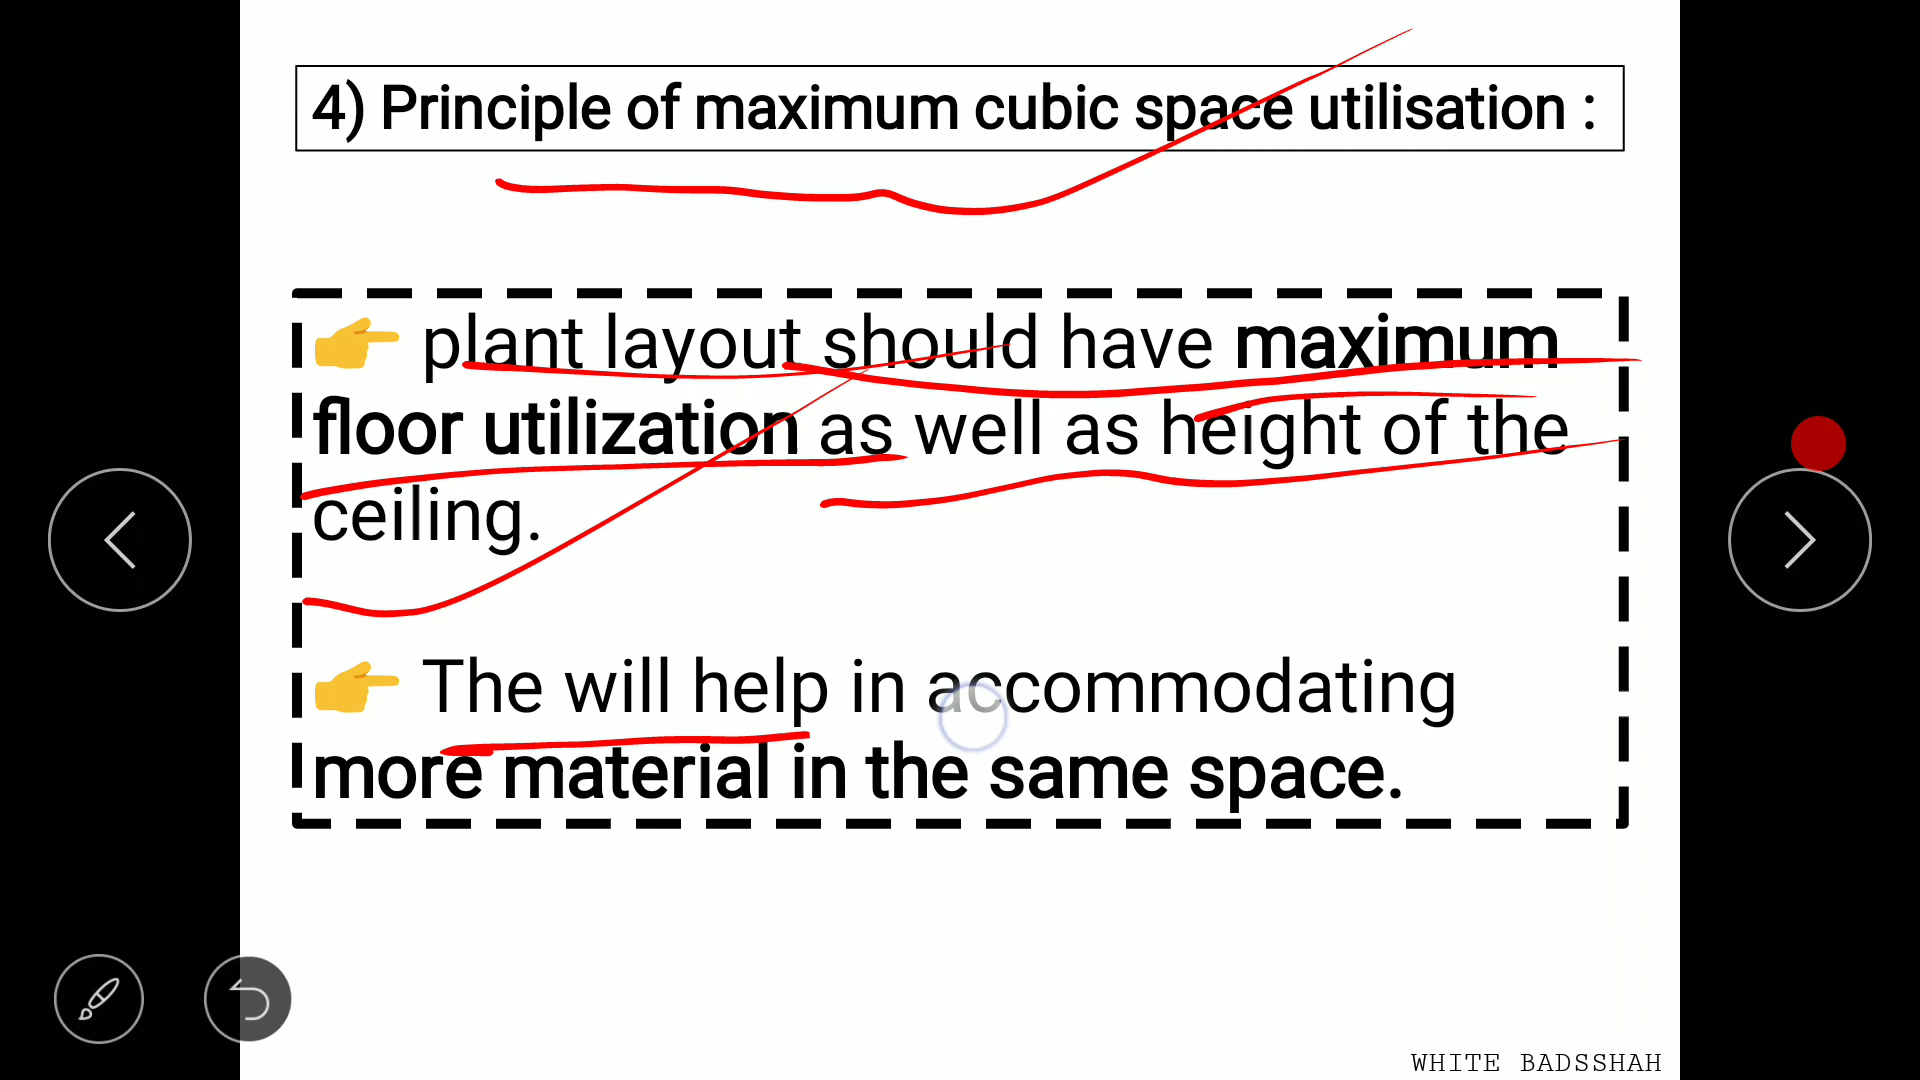 4) Principle of maximum cubic space utilisation :
👉 plant layout should have maximum
floor utilization as well as height of the
ceiling.
👉 The will help in accommodating
more material in the same space.
WHITE BADSSHAH